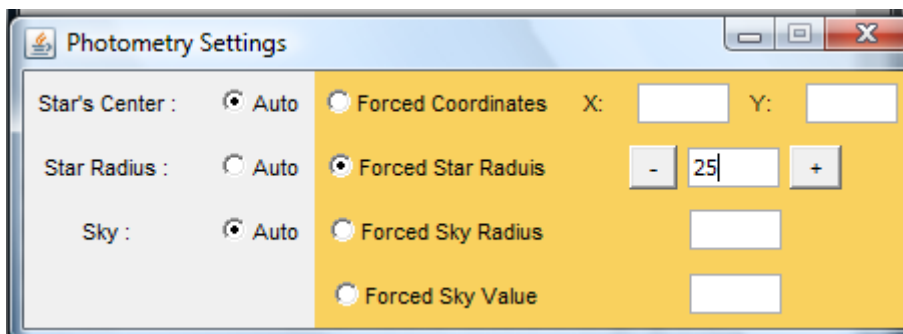 Photometry Settings
Star's Center : Auto Forced Coordinates X: Y:
Star Radius : Auto Forced Star Raduis - 25 +
Sky : Auto Forced Sky Radius
Forced Sky Value